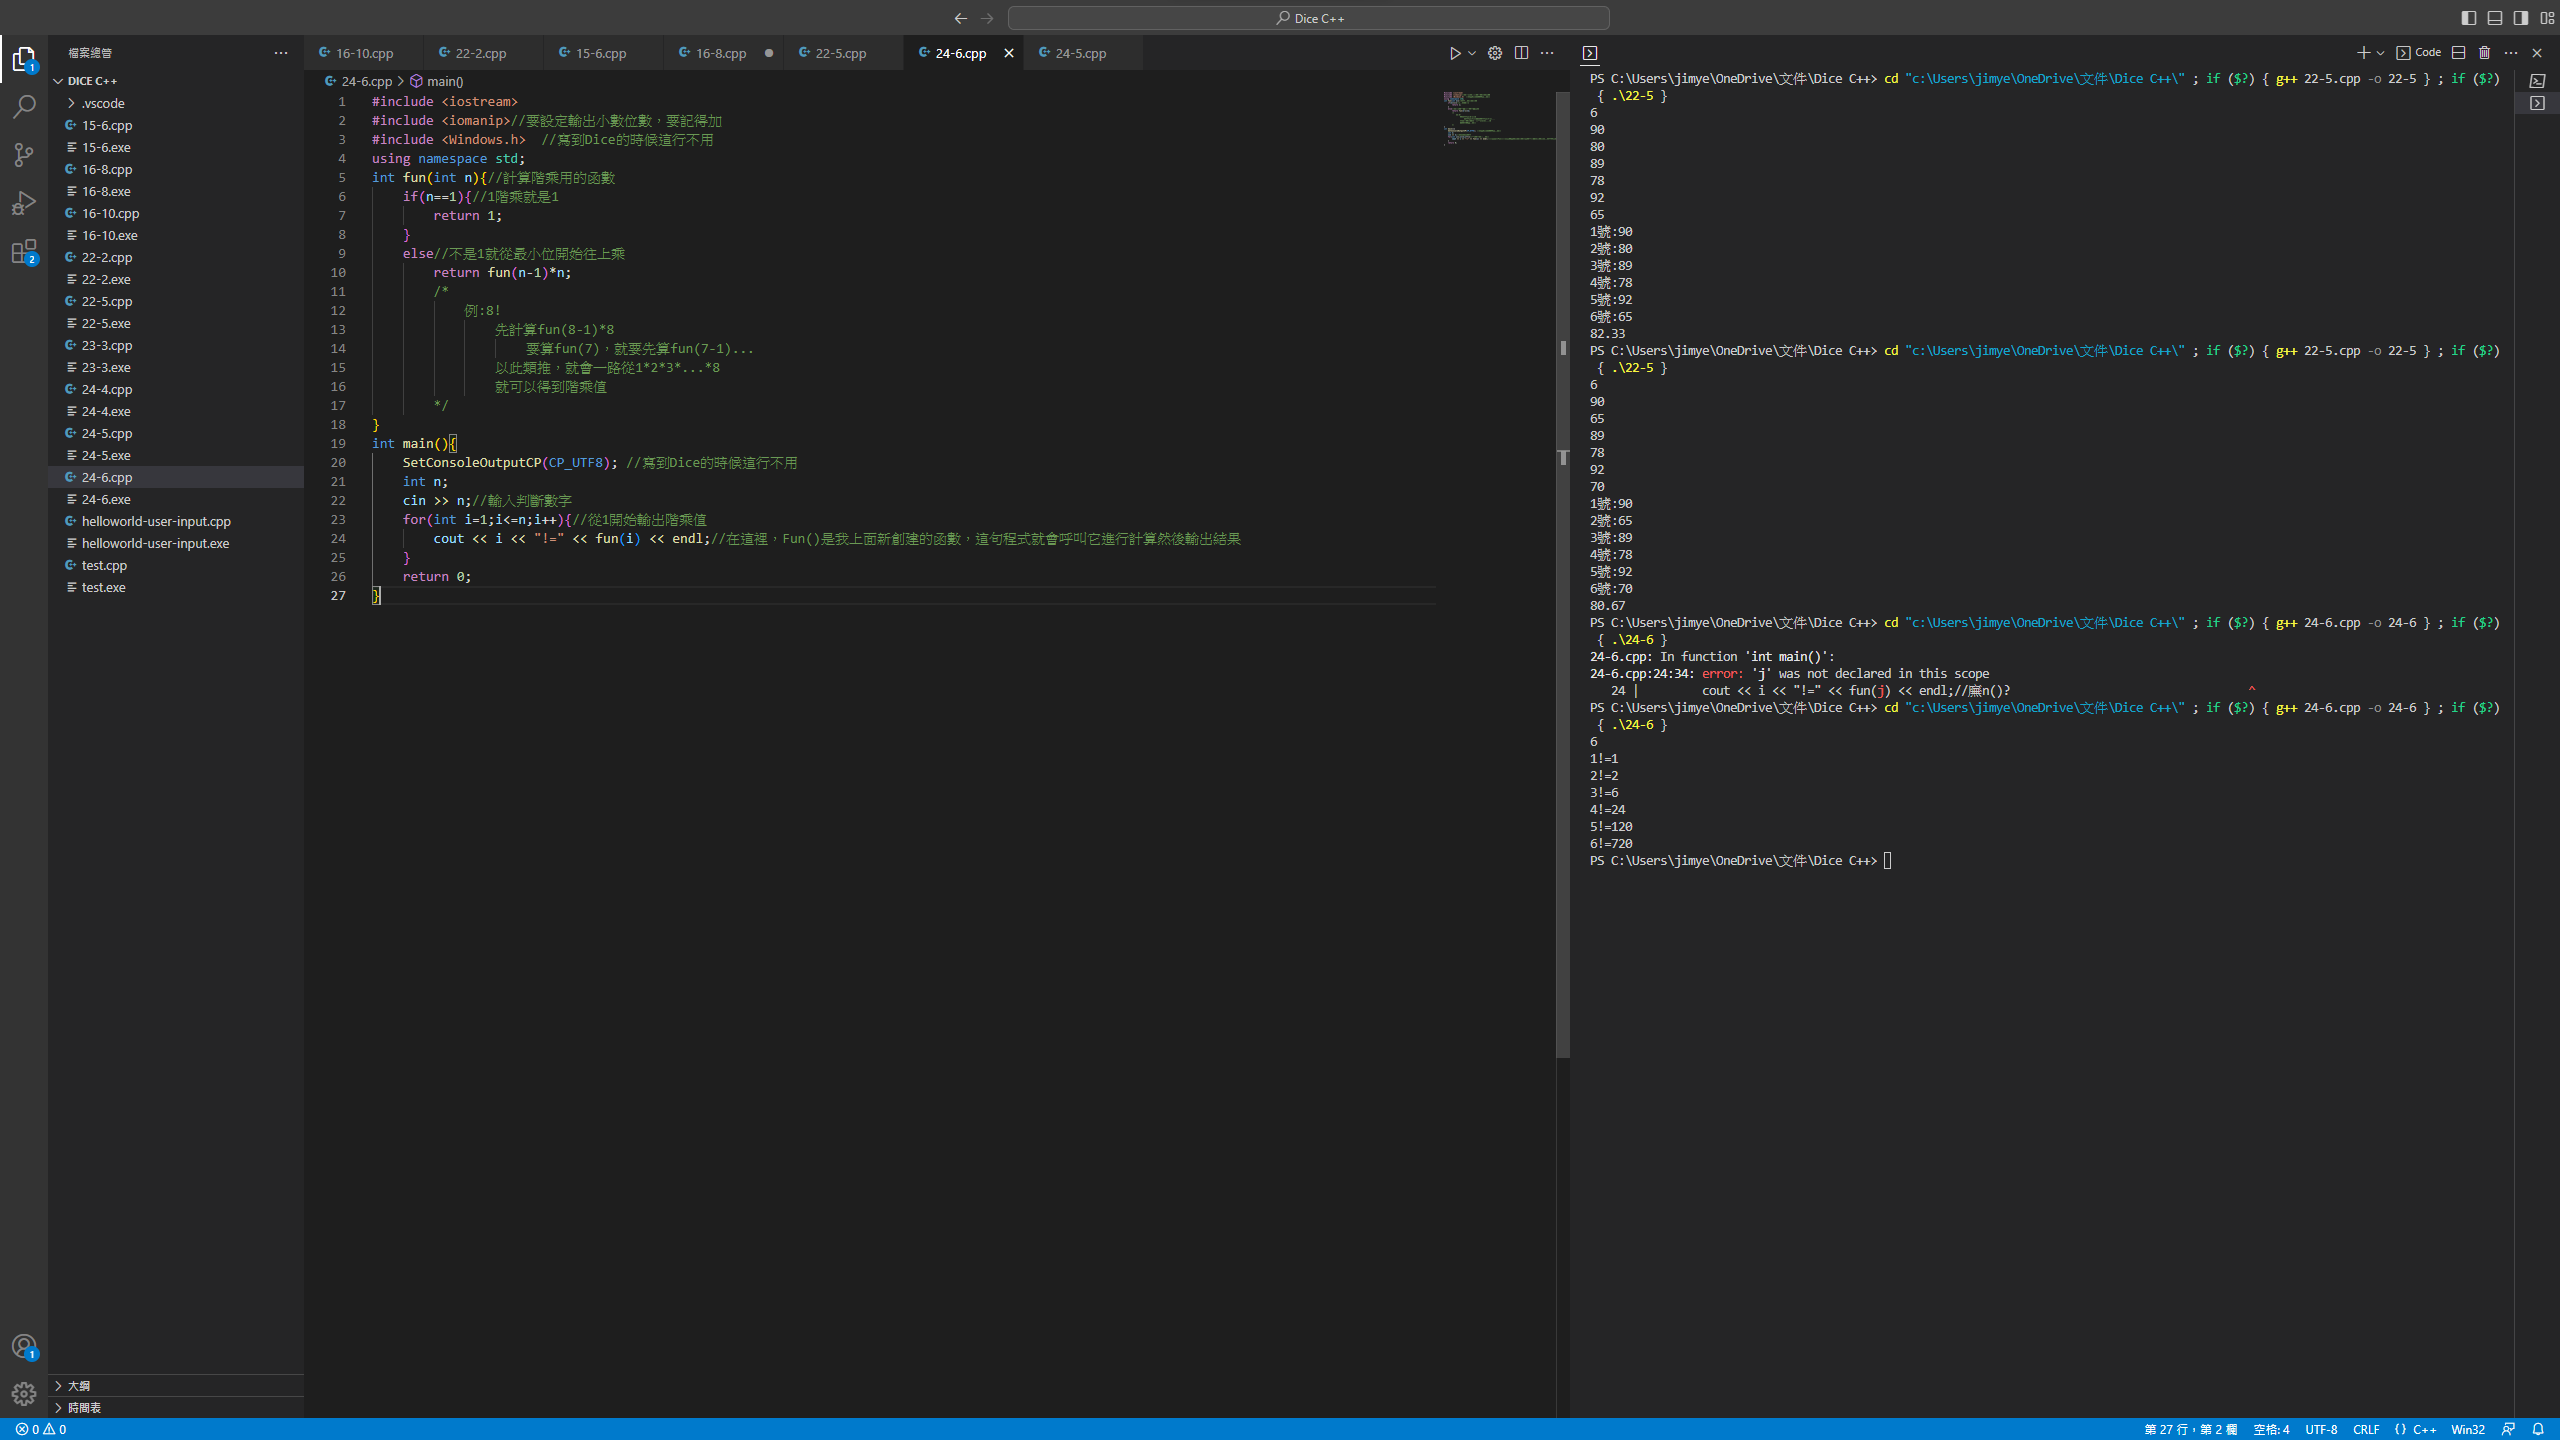 Dice C++
檔案總管
DICE C++
.vscode
15-6.cpp
15-6.exe
16-8.cpp
16-8.exe
16-10.cpp
16-10.exe
22-2.cpp
22-2.exe
22-5.cpp
22-5.exe
23-3.cpp
23-3.exe
24-4.cpp
24-4.exe
24-5.cpp
24-5.exe
24-6.cpp
24-6.exe
helloworld-user-input.cpp
helloworld-user-input.exe
test.cpp
test.exe
大綱
時間表
16-10.cpp 22-2.cpp 15-6.cpp 16-8.cpp 22-5.cpp 24-6.cpp 24-5.cpp
24-6.cpp > main()
1 #include <iostream>
2 #include <iomanip>//要設定輸出小數位數，要記得加
3 #include <Windows.h>  //寫到Dice的時候這行不用
4 using namespace std;
5 int fun(int n){//計算階乘用的函數
6     if(n==1){//1階乘就是1
7         return 1;
8     }
9     else//不是1就從最小位開始往上乘
10         return fun(n-1)*n;
11         /*
12             例:8!
13                 先計算fun(8-1)*8
14                     要算fun(7)，就要先算fun(7-1)...
15                 以此類推，就會一路從1*2*3*...*8
16                 就可以得到階乘值
17         */
18 }
19 int main(){
20     SetConsoleOutputCP(CP_UTF8); //寫到Dice的時候這行不用
21     int n;
22     cin >> n;//輸入判斷數字
23     for(int i=1;i<=n;i++){//從1開始輸出階乘值
24         cout << i << "!=" << fun(i) << endl;//在這裡，Fun()是我上面新創建的函數，這句程式就會呼叫它進行計算然後輸出結果
25     }
26     return 0;
27 }
Code
PS C:\Users\jimye\OneDrive\文件\Dice C++> cd "c:\Users\jimye\OneDrive\文件\Dice C++\" ; if ($?) { g++ 22-5.cpp -o 22-5 } ; if ($?)
 { .\22-5 }
6
90
80
89
78
92
65
1號:90
2號:80
3號:89
4號:78
5號:92
6號:65
82.33
PS C:\Users\jimye\OneDrive\文件\Dice C++> cd "c:\Users\jimye\OneDrive\文件\Dice C++\" ; if ($?) { g++ 22-5.cpp -o 22-5 } ; if ($?)
 { .\22-5 }
6
90
65
89
78
92
70
1號:90
2號:65
3號:89
4號:78
5號:92
6號:70
80.67
PS C:\Users\jimye\OneDrive\文件\Dice C++> cd "c:\Users\jimye\OneDrive\文件\Dice C++\" ; if ($?) { g++ 24-6.cpp -o 24-6 } ; if ($?)
 { .\24-6 }
24-6.cpp: In function 'int main()':
24-6.cpp:24:34: error: 'j' was not declared in this scope
   24 |         cout << i << "!=" << fun(j) << endl;//n()?                                  ^
PS C:\Users\jimye\OneDrive\文件\Dice C++> cd "c:\Users\jimye\OneDrive\文件\Dice C++\" ; if ($?) { g++ 24-6.cpp -o 24-6 } ; if ($?)
 { .\24-6 }
6
1!=1
2!=2
3!=6
4!=24
5!=120
6!=720
PS C:\Users\jimye\OneDrive\文件\Dice C++>
0 0 第 27 行，第 2 欄 空格: 4 UTF-8 CRLF {} C++ Win32